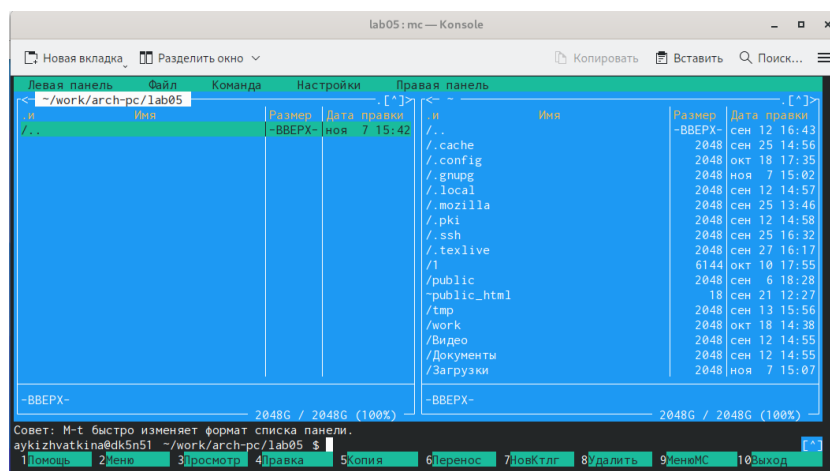 lab05 : mc — Konsole
Новая вкладка Разделить окно Копировать Вставить Поиск...
Левая панель Файл Команда Настройки Правая панель
<─ ~/work/arch-pc/lab05 .[^]> <─ ~ .[^]>
.и Имя Размер Дата правки .и Имя Размер Дата правки
/.. -ВВЕРХ- ноя 7 15:42 /.. -ВВЕРХ- сен 12 16:43
/.cache 2048 сен 25 14:56
/.config 2048 окт 18 17:35
/.gnupg 2048 ноя 7 15:02
/.local 2048 сен 12 14:57
/.mozilla 2048 сен 25 13:46
/.pki 2048 сен 12 14:58
/.ssh 2048 сен 25 16:32
/.texlive 2048 сен 27 16:17
/1 6144 окт 10 17:55
/public 2048 сен 6 18:28
~public_html 18 сен 21 12:27
/tmp 2048 сен 13 15:56
/work 2048 окт 18 14:38
/Видео 2048 сен 12 14:55
/Документы 2048 сен 12 14:55
/Загрузки 2048 ноя 7 15:07
-ВВЕРХ- -ВВЕРХ-
2048G / 2048G (100%) 2048G / 2048G (100%)
Совет: M-t быстро изменяет формат списка панели.
aykizhvatkina@dk5n51 ~/work/arch-pc/lab05 $ [^]
1Помощь 2Меню 3Просмотр 4Правка 5Копия 6Перенос 7НовКтлг 8Удалить 9МенюMC 10Выход